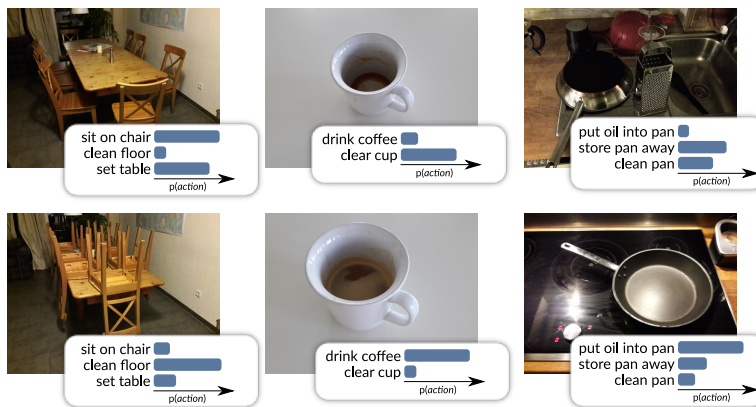 sit on chair
clean floor
set table
p(action)
drink coffee
clear cup
p(action)
put oil into pan
store pan away
clean pan
p(action)
sit on chair
clean floor
set table
p(action)
drink coffee
clear cup
p(action)
put oil into pan
store pan away
clean pan
p(action)